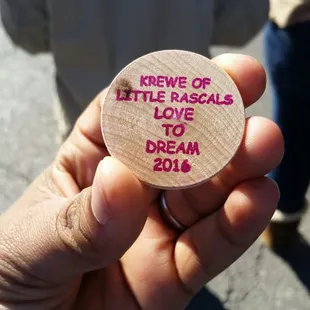 KREWE OF
LITTLE RASCALS
LOVE
TO
DREAM
2016